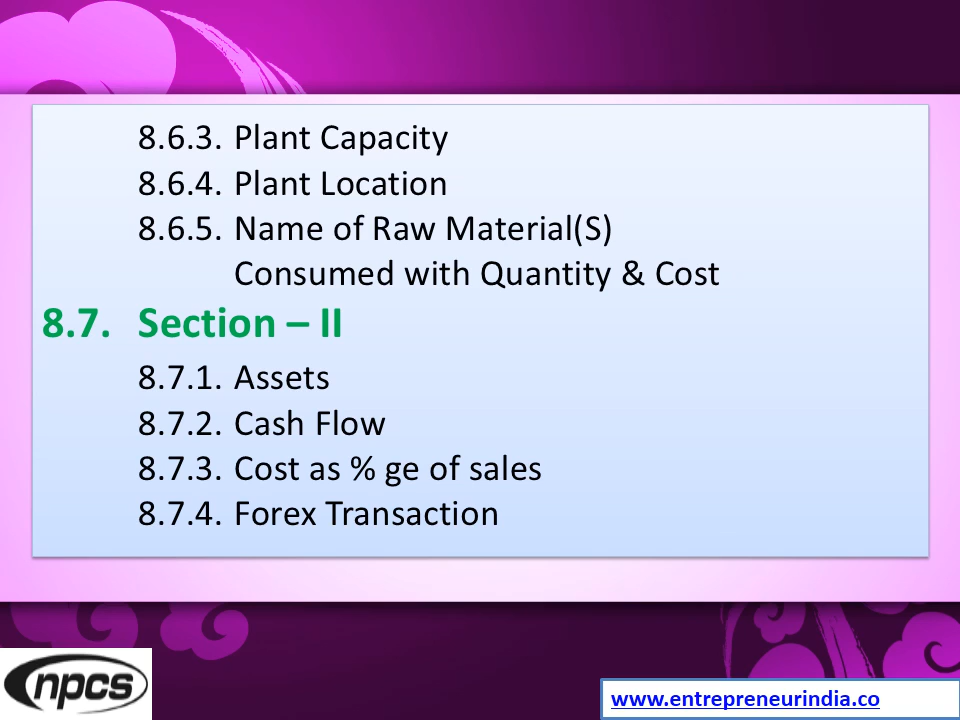 8.6.3. Plant Capacity
8.6.4. Plant Location
8.6.5. Name of Raw Material(S)
Consumed with Quantity & Cost
8.7. Section – II
8.7.1. Assets
8.7.2. Cash Flow
8.7.3. Cost as % ge of sales
8.7.4. Forex Transaction
npcs
www.entrepreneurindia.co